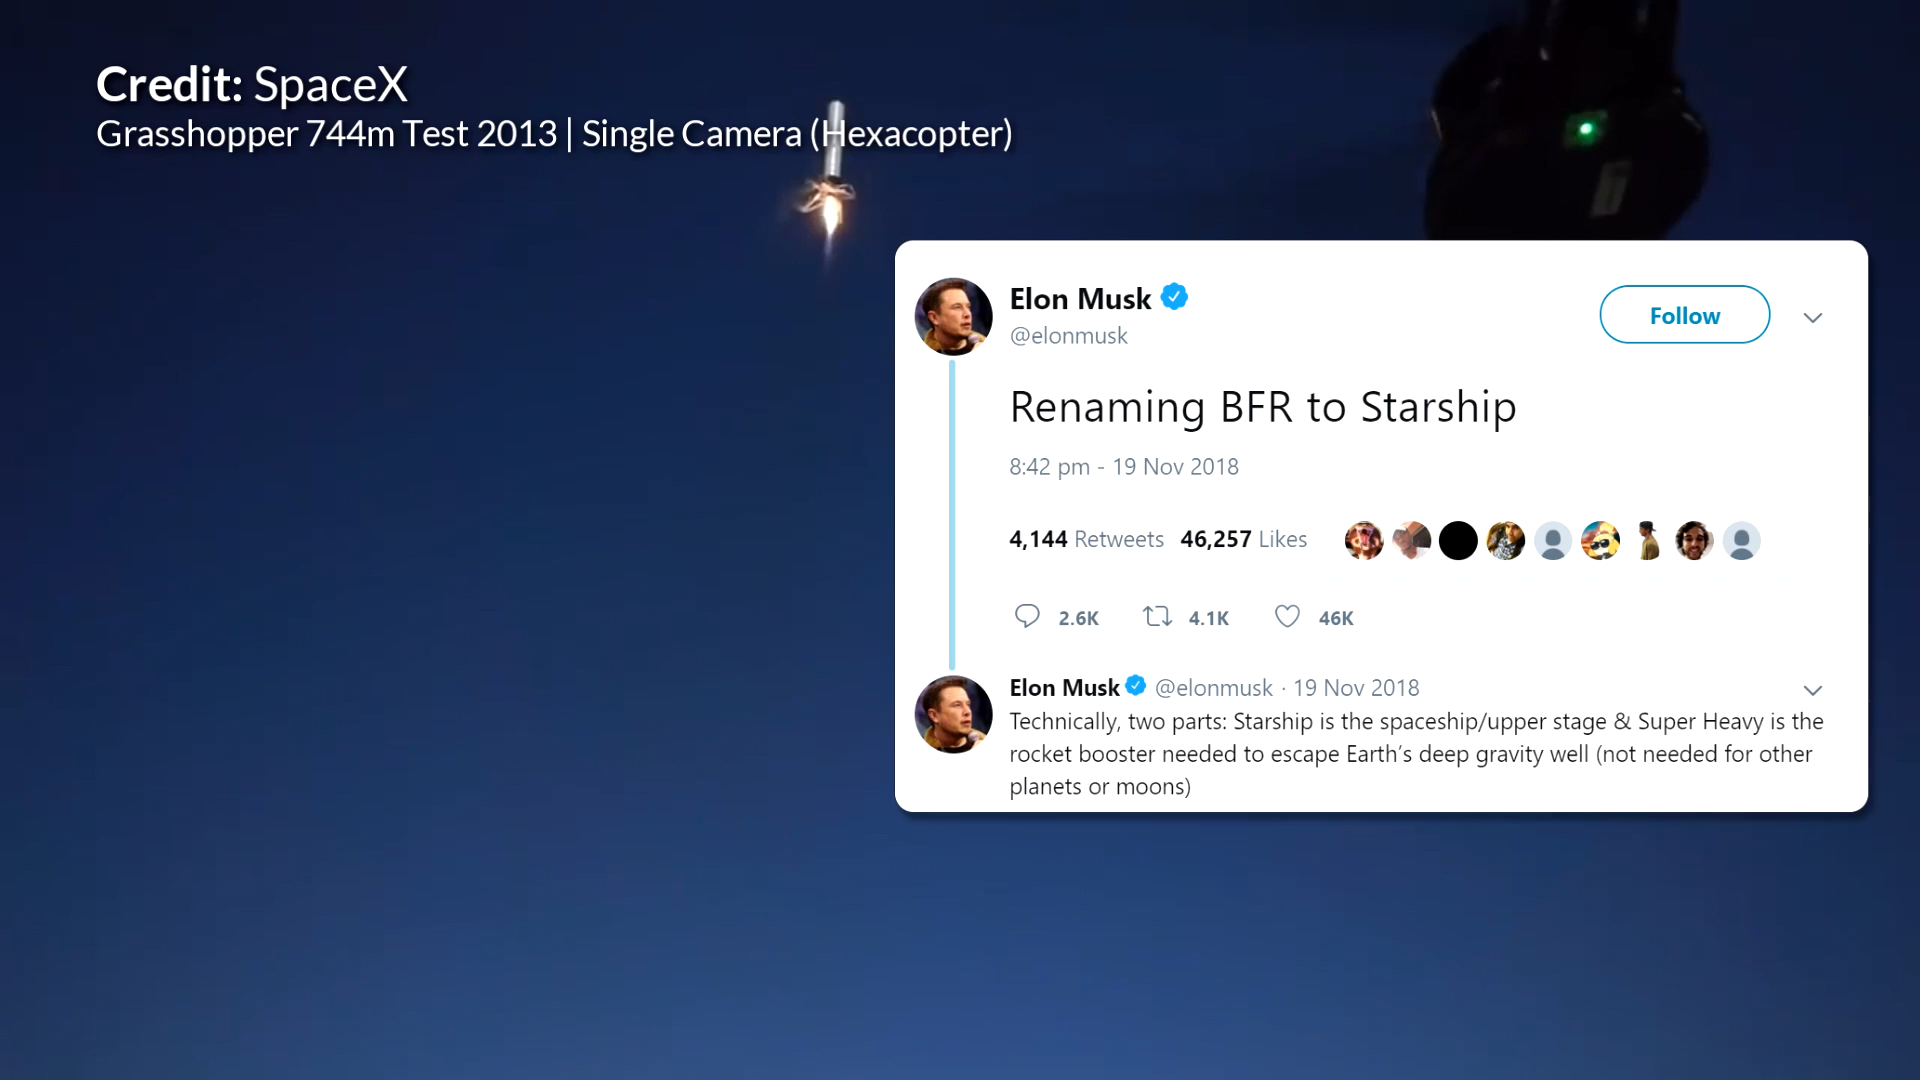 Credit: SpaceX
Grasshopper 744m Test 2013 | Single Camera (Hexacopter)
Elon Musk
@elonmusk
Follow
Renaming BFR to Starship
8:42 pm - 19 Nov 2018
4,144 Retweets 46,257 Likes
2.6K 4.1K 46K
Elon Musk @elonmusk · 19 Nov 2018
Technically, two parts: Starship is the spaceship/upper stage & Super Heavy is the
rocket booster needed to escape Earth’s deep gravity well (not needed for other
planets or moons)